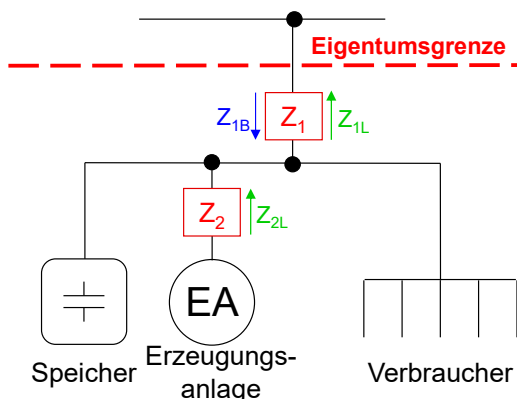 Eigentumsgrenze
Z1B Z1 Z1L
Z2 Z2L
EA
Speicher Erzeugungs-
anlage Verbraucher